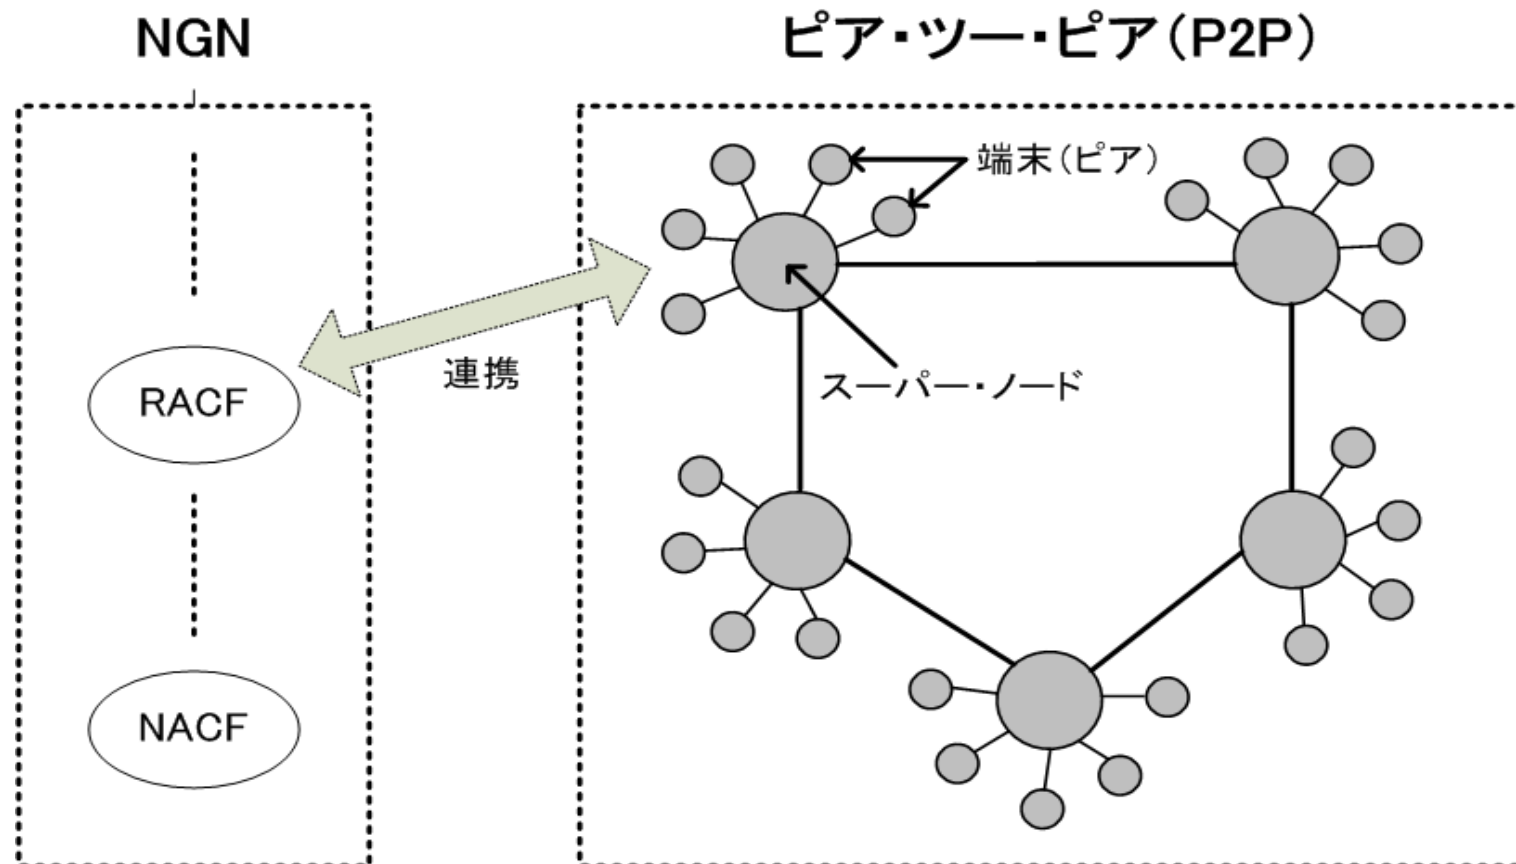 NGN
ピア・ツー・ピア(P2P)
端末(ピア)
連携
スーパー・ノード
RACF
NACF